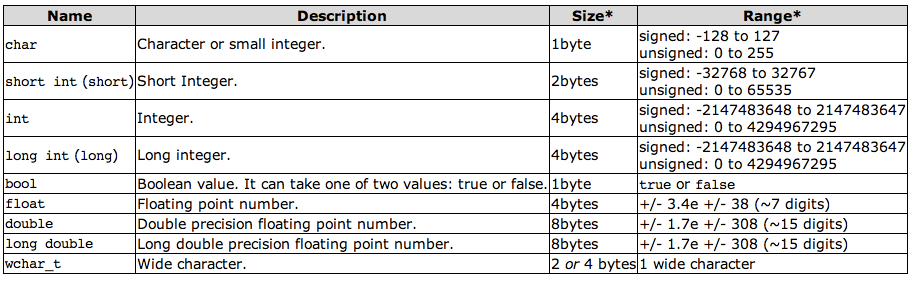 Name Description Size* Range*
char Character or small integer. 1byte signed: -128 to 127
unsigned: 0 to 255
short int (short) Short Integer. 2bytes signed: -32768 to 32767
unsigned: 0 to 65535
int Integer. 4bytes signed: -2147483648 to 2147483647
unsigned: 0 to 4294967295
long int (long) Long integer. 4bytes signed: -2147483648 to 2147483647
unsigned: 0 to 4294967295
bool Boolean value. It can take one of two values: true or false. 1byte true or false
float Floating point number. 4bytes +/- 3.4e +/- 38 (~7 digits)
double Double precision floating point number. 8bytes +/- 1.7e +/- 308 (~15 digits)
long double Long double precision floating point number. 8bytes +/- 1.7e +/- 308 (~15 digits)
wchar_t Wide character. 2 or 4 bytes 1 wide character